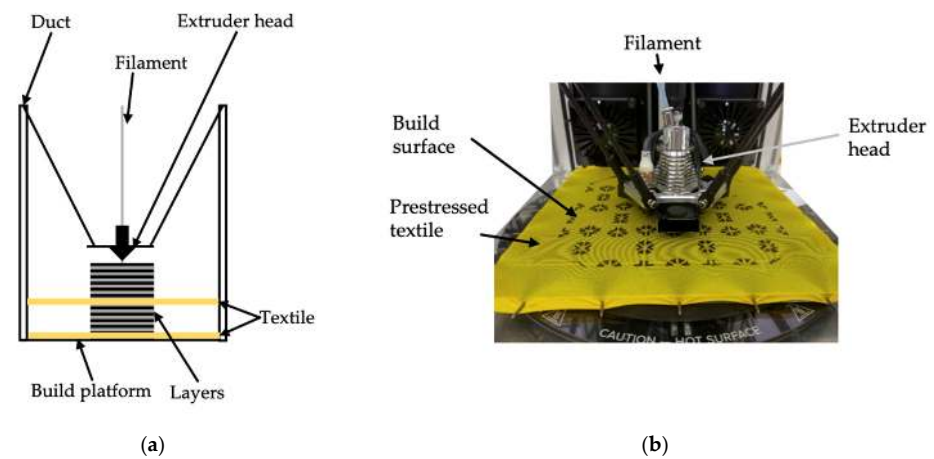 Duct
Extruder head
Filament
Textile
Build platform
Layers
(a)
Filament
Build
surface
Extruder
head
Prestressed
textile
CAUTION – HOT SURFACE
(b)